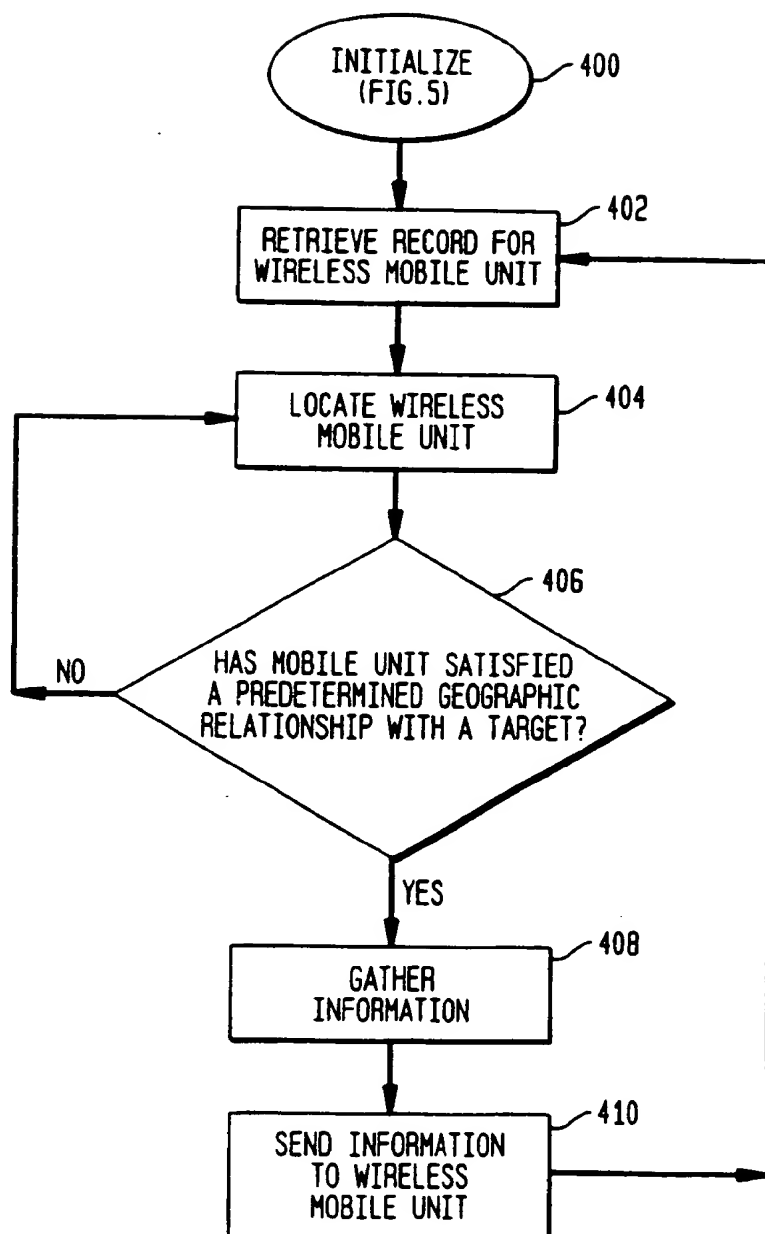 INITIALIZE
(FIG.5)
400
402
RETRIEVE RECORD FOR
WIRELESS MOBILE UNIT
404
LOCATE WIRELESS
MOBILE UNIT
406
HAS MOBILE UNIT SATISFIED
A PREDETERMINED GEOGRAPHIC
RELATIONSHIP WITH A TARGET?
NO
YES
408
GATHER
INFORMATION
410
SEND INFORMATION
TO WIRELESS
MOBILE UNIT